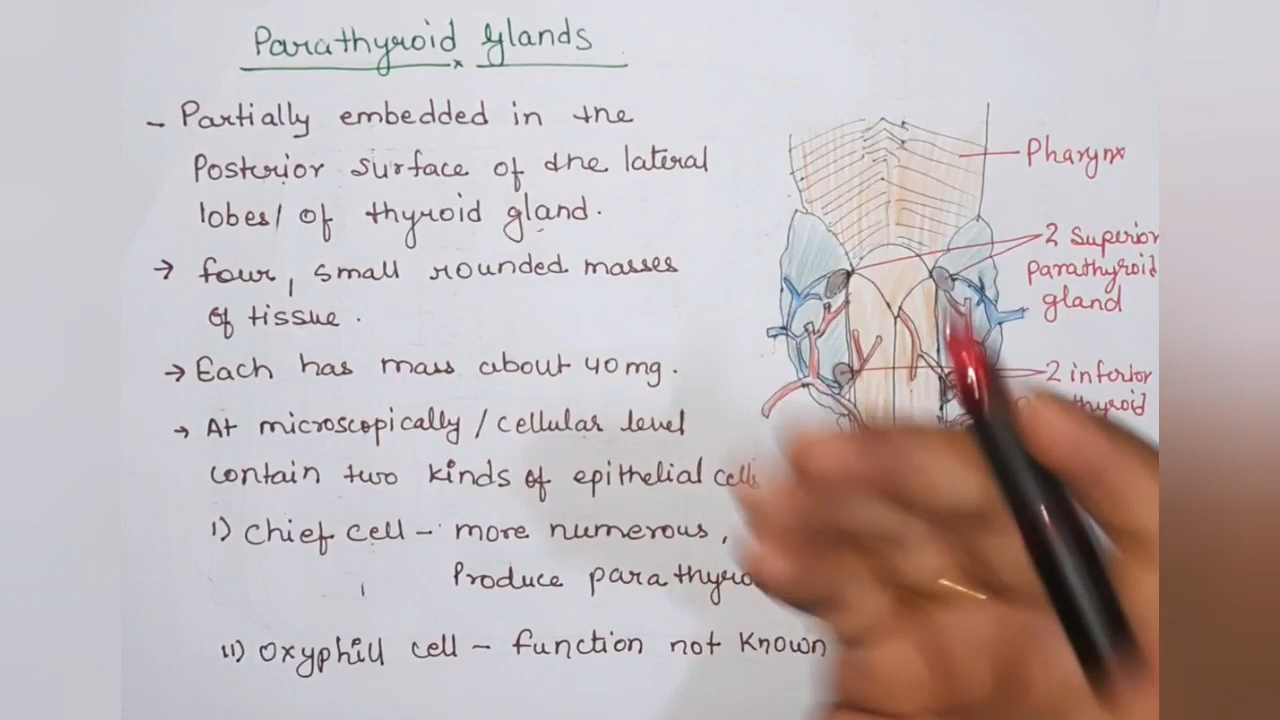 Parathyroid Glands
- Partially embedded in the
Posterior surface of the lateral
lobes/ of thyroid gland.
→ four, small rounded masses
of tissue.
→ Each has mass about 40mg.
→ At microscopically / cellular level
contain two kinds of epithelial cells
i) chief cell - more numerous,
Produce
ii) oxyphill cell - function not known
Pharynx
2 superior
parathyroid
gland
2 inferior